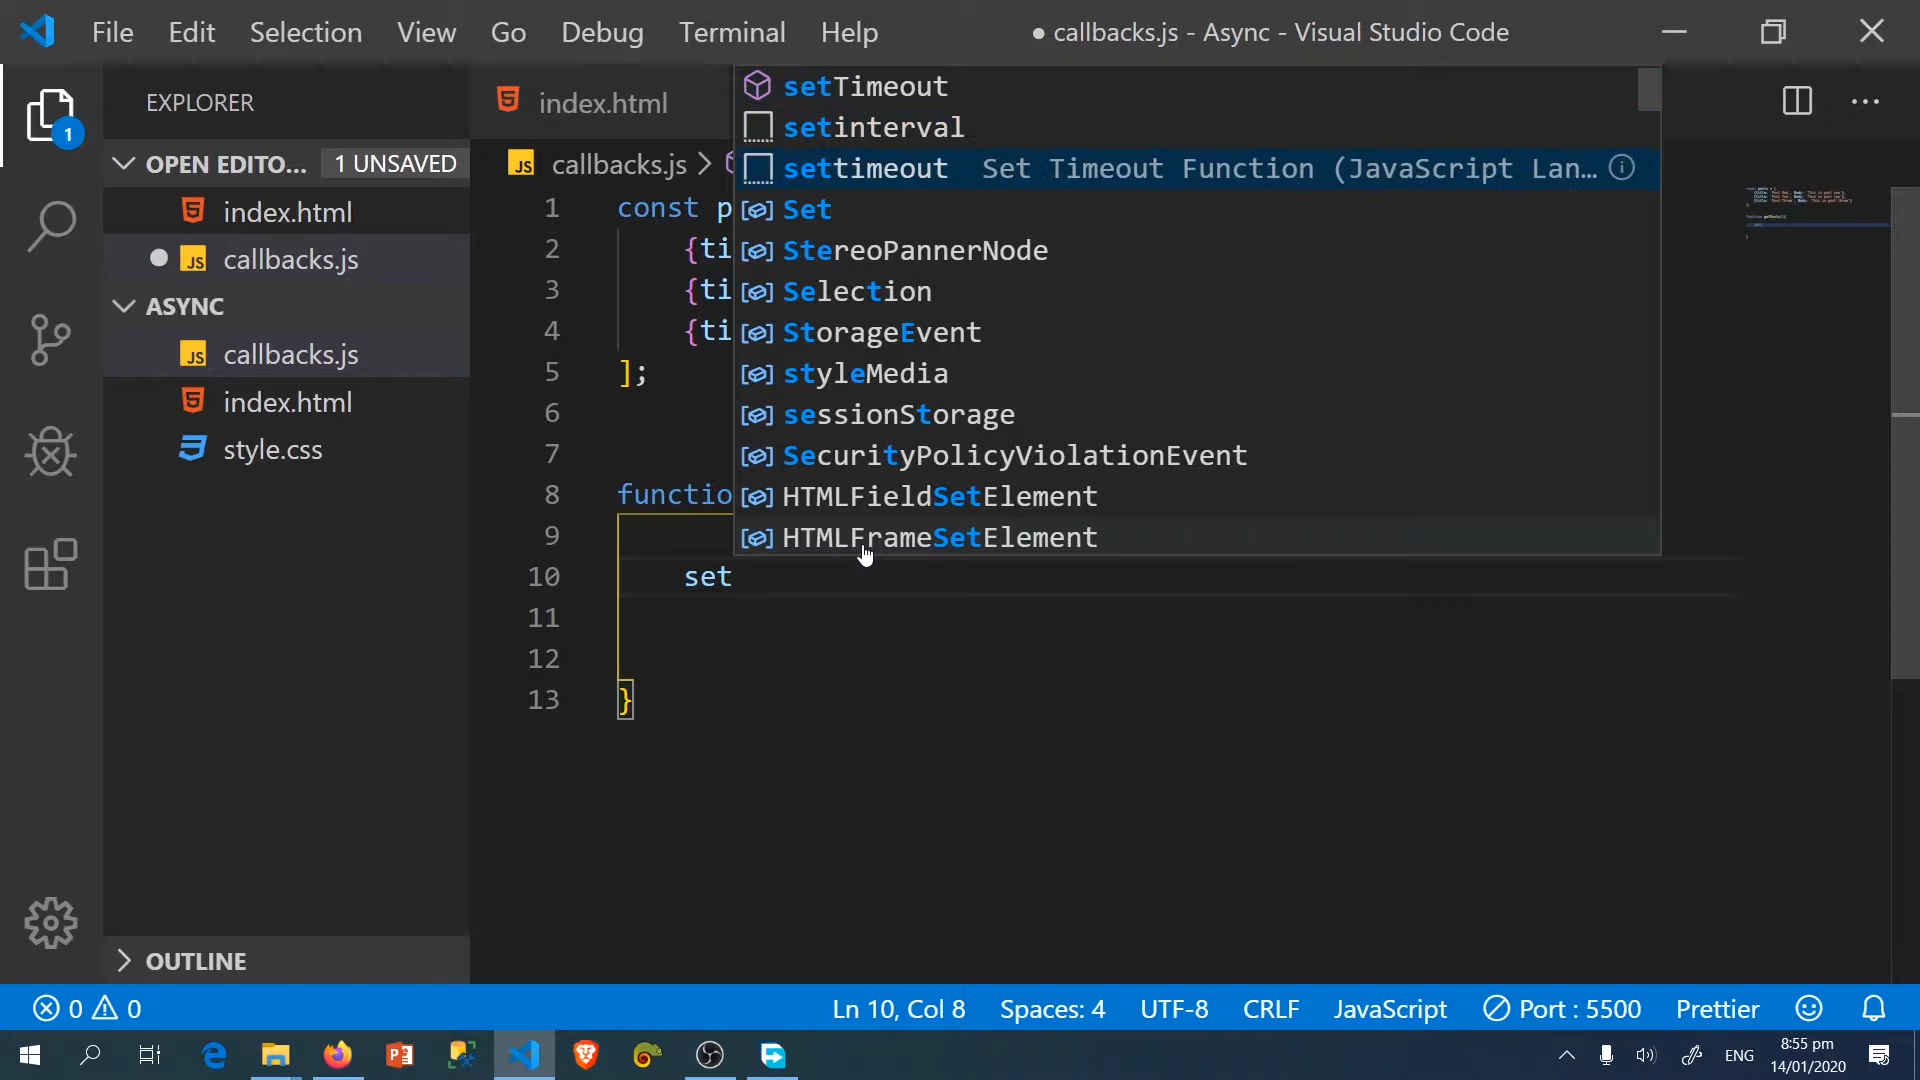 File Edit Selection View Go Debug Terminal Help
● callbacks.js - Async - Visual Studio Code
1
EXPLORER
OPEN EDITO... 1 UNSAVED
index.html
callbacks.js
ASYNC
callbacks.js
index.html
style.css
OUTLINE
index.html
callbacks.js
setTimeout
setinterval
settimeout Set Timeout Function (JavaScript Lan...
Set
StereoPannerNode
Selection
StorageEvent
styleMedia
sessionStorage
SecurityPolicyViolationEvent
HTMLFieldSetElement
HTMLFrameSetElement
1 const p
2 {ti
3 {ti
4 {ti
5 ];
6
7
8 functio
9
10 set
11
12
13 }
0 0
Ln 10, Col 8 Spaces: 4 UTF-8 CRLF JavaScript Port : 5500 Prettier
ENG
8:55 pm
14/01/2020